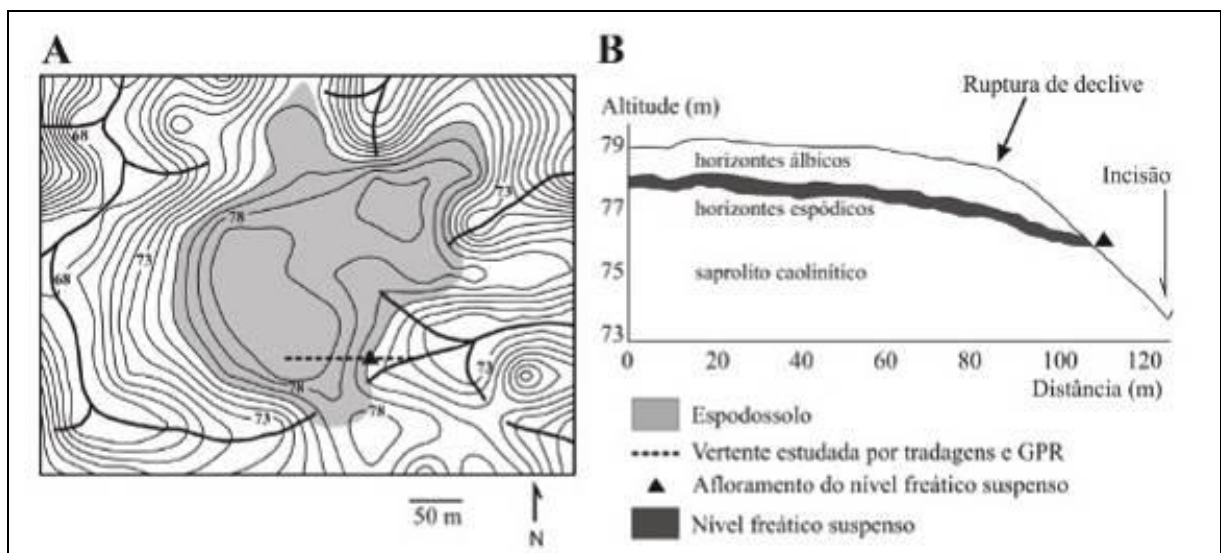 A
68
78
73
68
73
78
73
78
73
50 m
N
B
Altitude (m)
Ruptura de declive
79
horizontes álbicos
Incisão
77
horizontes espódicos
75
saprolito caolinítico
73
0 20 40 60 80 100 120
Distância (m)
Espodossolo
Vertente estudada por tradagens e GPR
Afloramento do nível freático suspenso
Nível freático suspenso